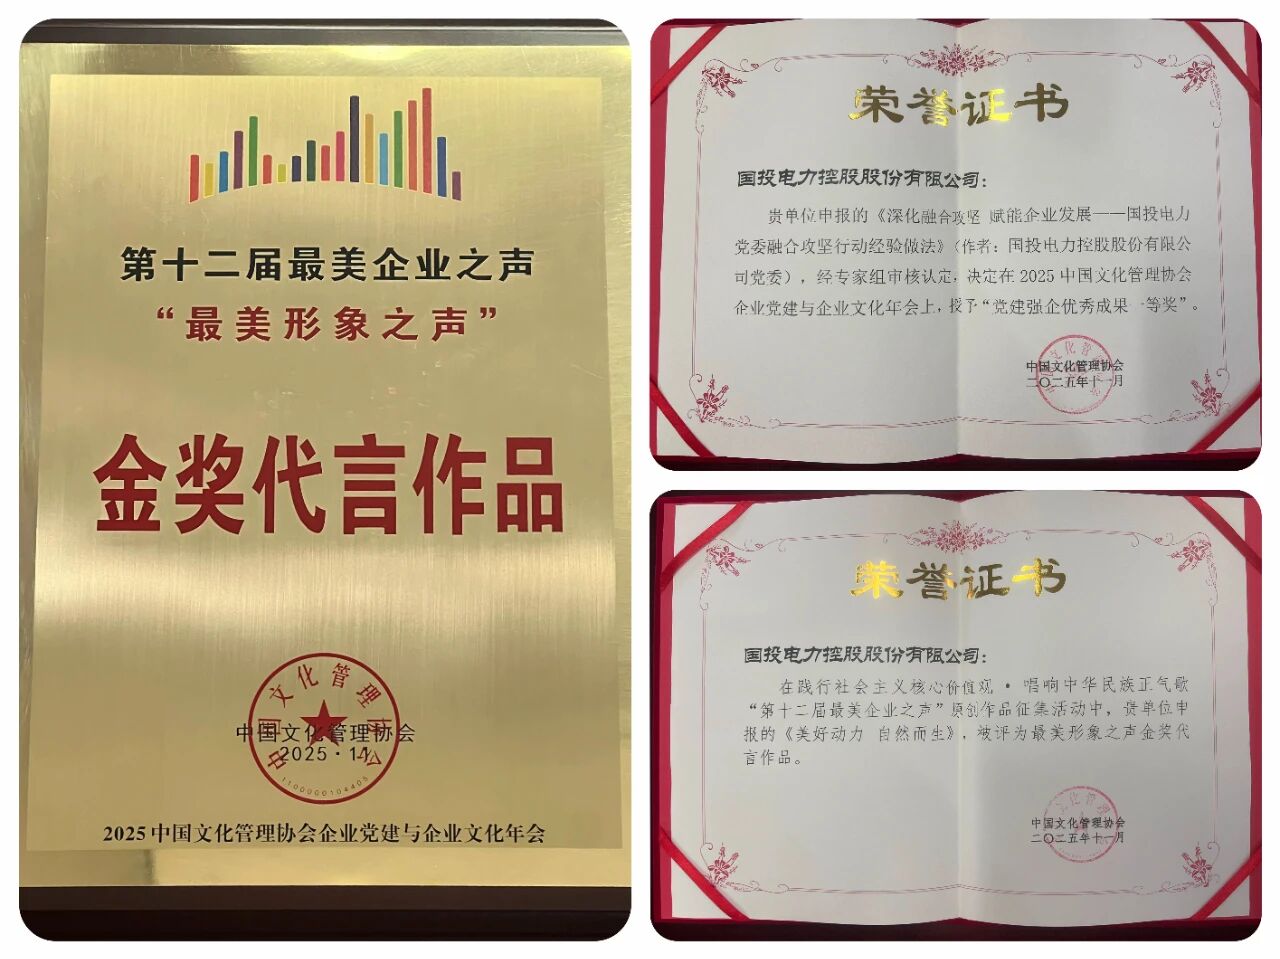 第十二届最美企业之声
“最美形象之声”
金奖代言作品
中国文化管理协会
中国文化管理协会
2025·11
1100000104405
2025中国文化管理协会企业党建与企业文化年会
荣誉证书
国投电力控股股份有限公司：
贵单位申报的《深化融合攻坚 赋能企业发展——国投电力
党委融合攻坚行动经验做法》（作者：国投电力控股股份有限公
司党委），经专家组审核认定，决定在2025中国文化管理协会
企业党建与企业文化年会上，授予“党建强企优秀成果一等奖”。
中国文化管理协会
二〇二五年十一月
荣誉证书
国投电力控股股份有限公司：
在践行社会主义核心价值观·唱响中华民族正气歌
“第十二届最美企业之声”原创作品征集活动中，贵单位申
报的《美好动力 自然而生》，被评为最美形象之声金奖代
言作品。
中国文化管理协会
二〇二五年十一月